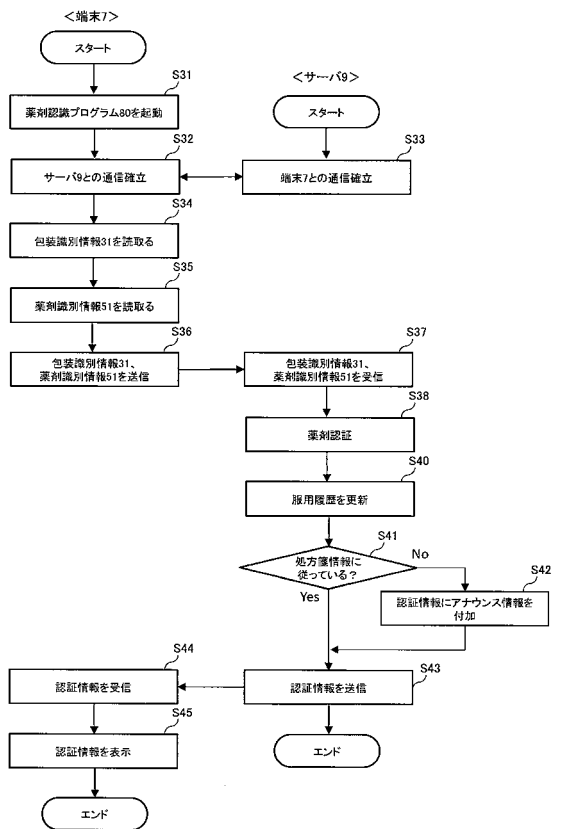 ＜端末7＞
スタート
S31
薬剤認識プログラム80を起動
＜サーバ9＞
スタート
S32
サーバ9との通信確立
S33
端末7との通信確立
S34
包装識別情報31を読取る
S35
薬剤識別情報51を読取る
S36
包装識別情報31、
薬剤識別情報51を送信
S37
包装識別情報31、
薬剤識別情報51を受信
S38
薬剤認証
S40
服用履歴を更新
S41
処方箋情報に
従っている？
No
Yes
S42
認証情報にアナウンス情報を
付加
S43
認証情報を送信
S44
認証情報を受信
S45
認証情報を表示
エンド
エンド